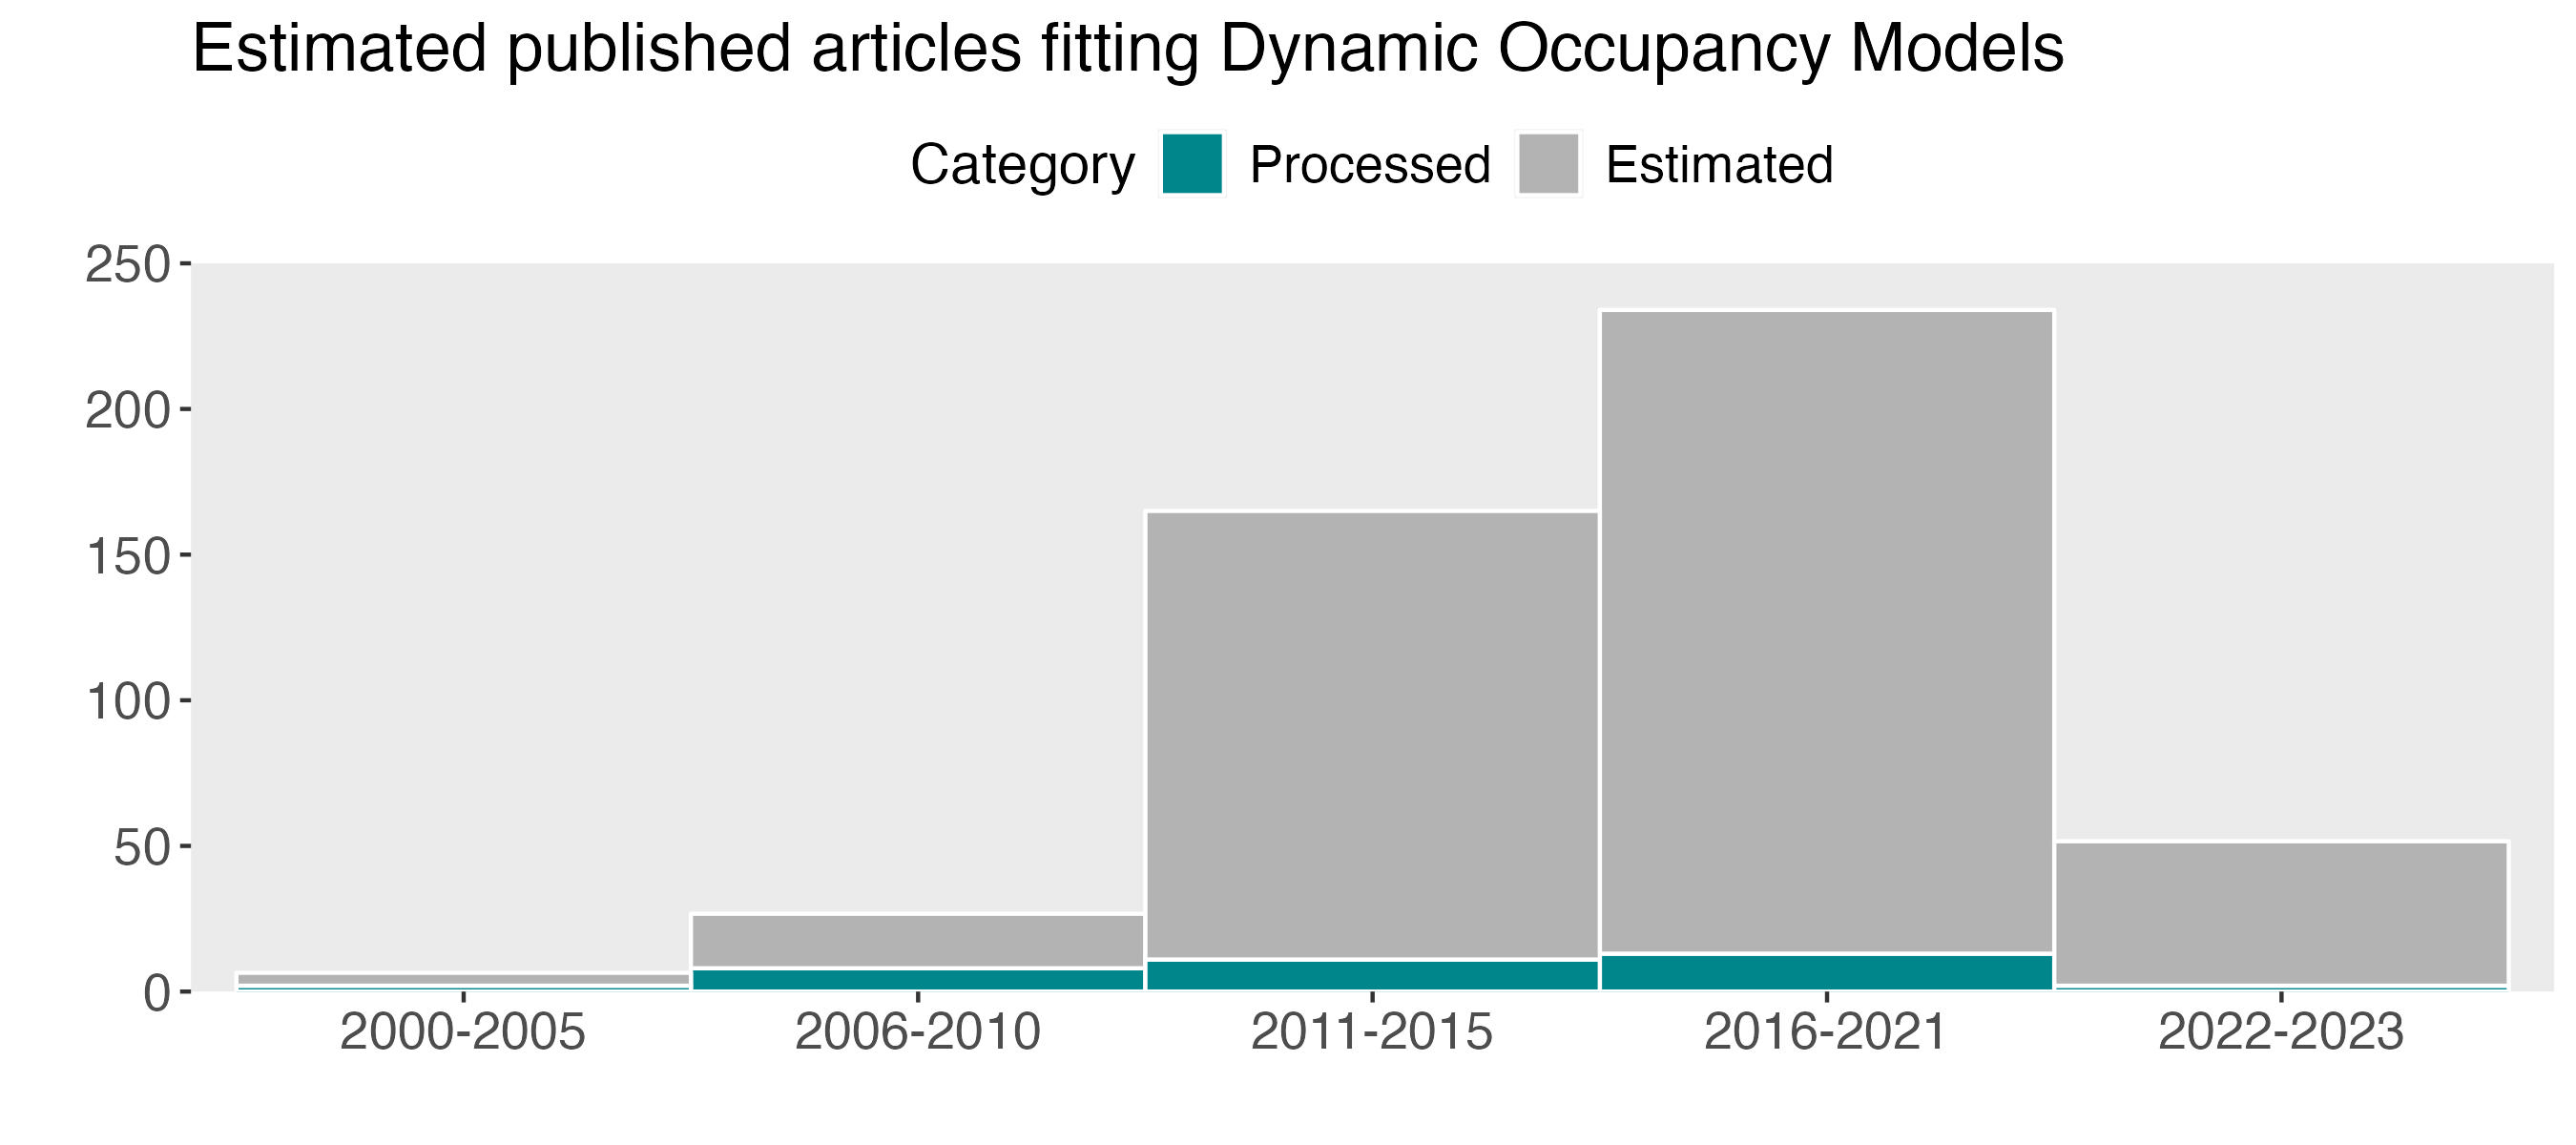 Estimated published articles fitting Dynamic Occupancy Models
Category Processed Estimated
250
200
150
100
50
0
2000-2005 2006-2010 2011-2015 2016-2021 2022-2023